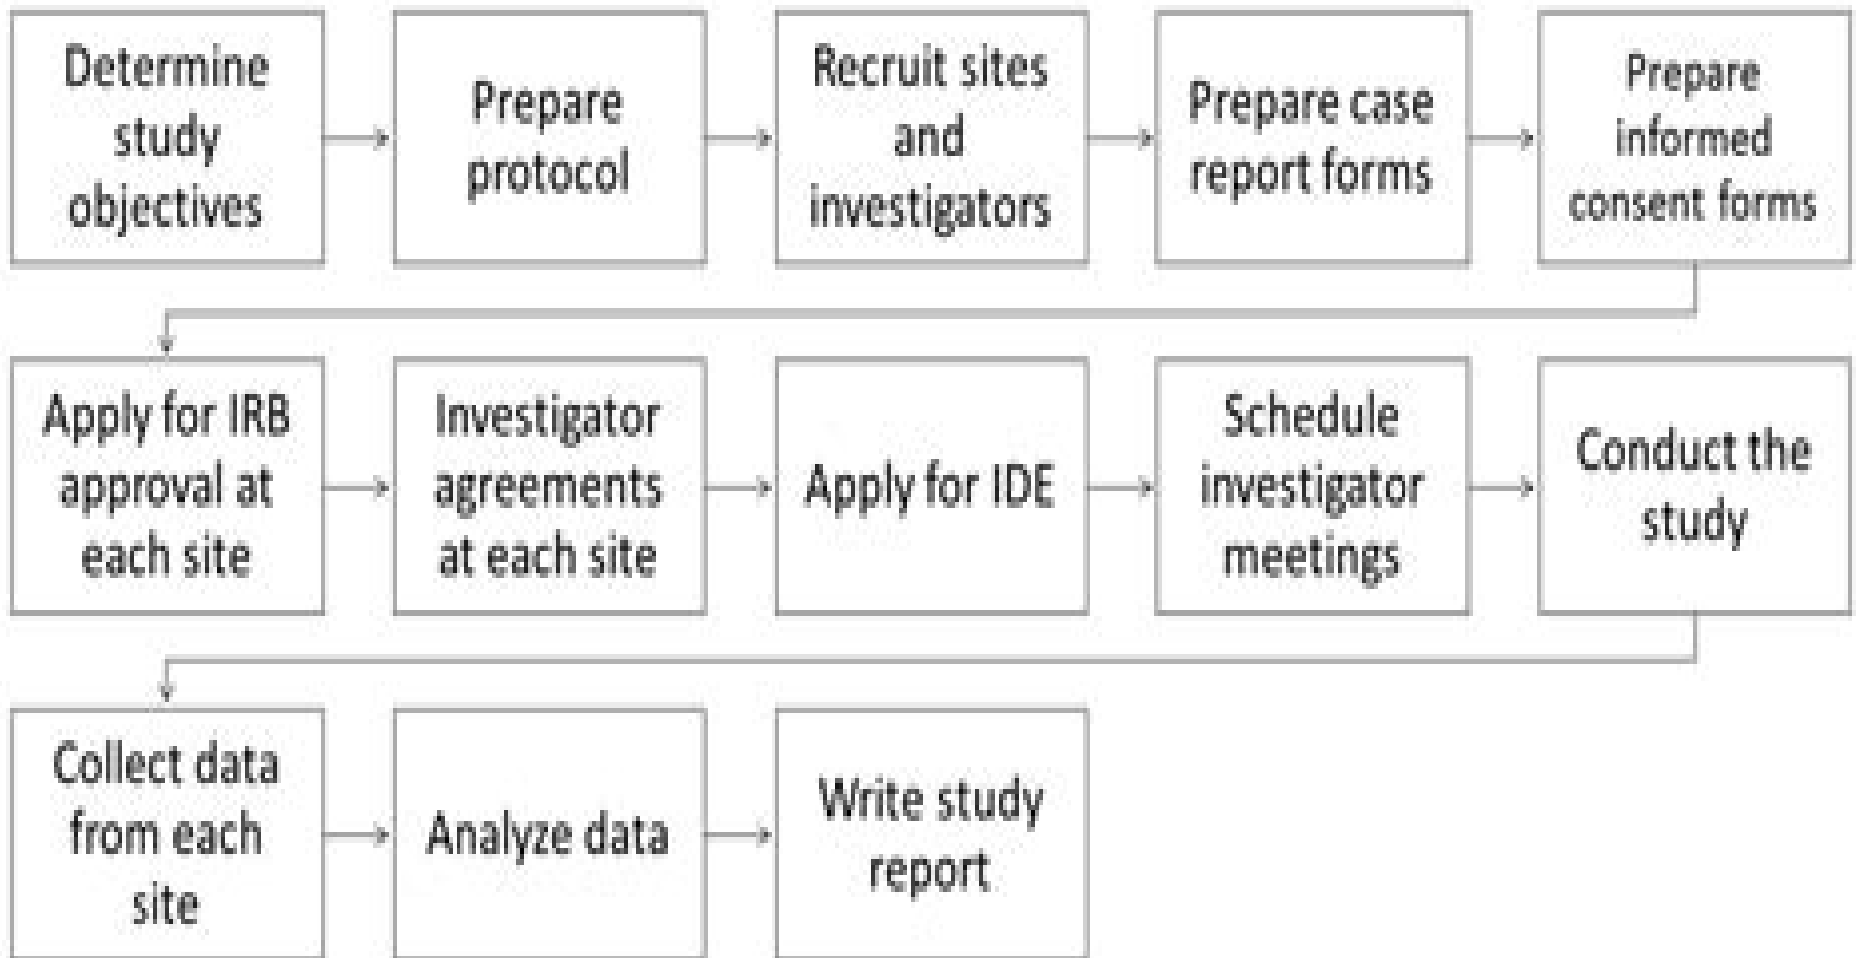 Determine
study
objectives
Prepare
protocol
Recruit sites
and
investigators
Prepare case
report forms
Prepare
informed
consent forms
Apply for IRB
approval at
each site
Investigator
agreements
at each site
Apply for IDE
Schedule
investigator
meetings
Conduct the
study
Collect data
from each
site
Analyze data
Write study
report